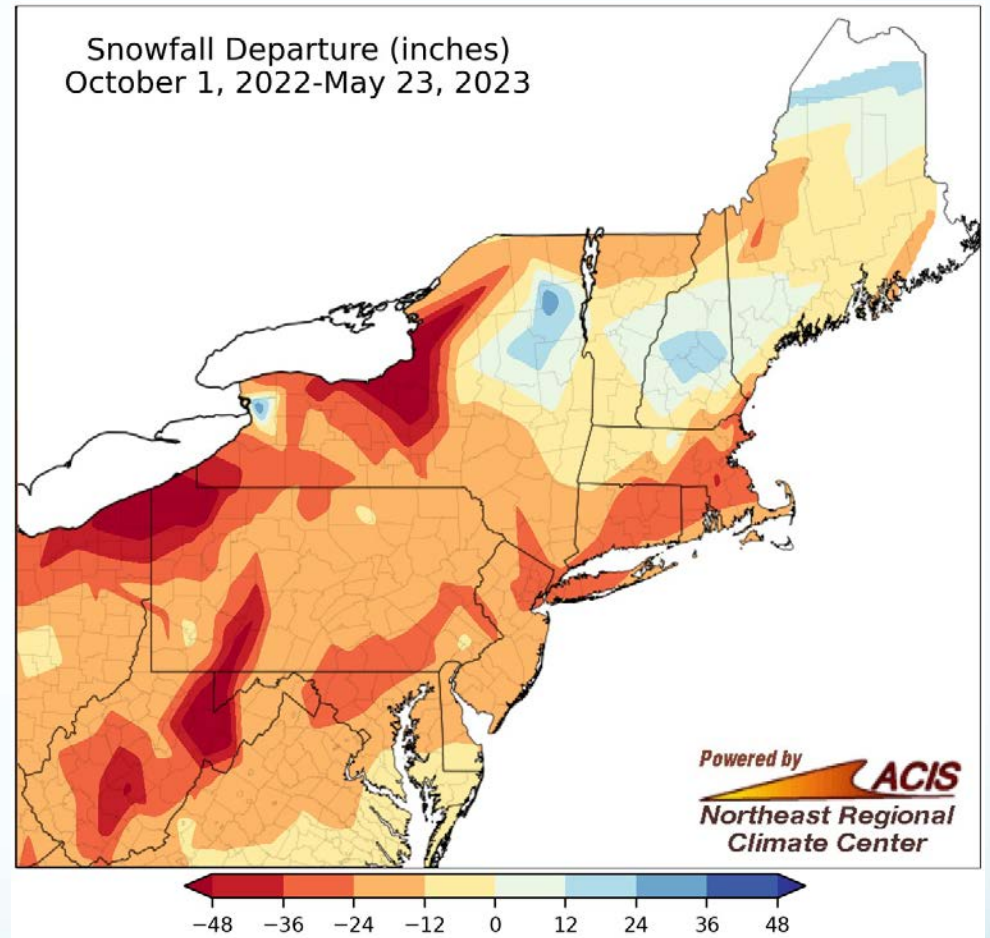 Snowfall Departure (inches)
October 1, 2022-May 23, 2023
Powered by
ACIS
Northeast Regional
Climate Center
−48 −36 −24 −12 0 12 24 36 48